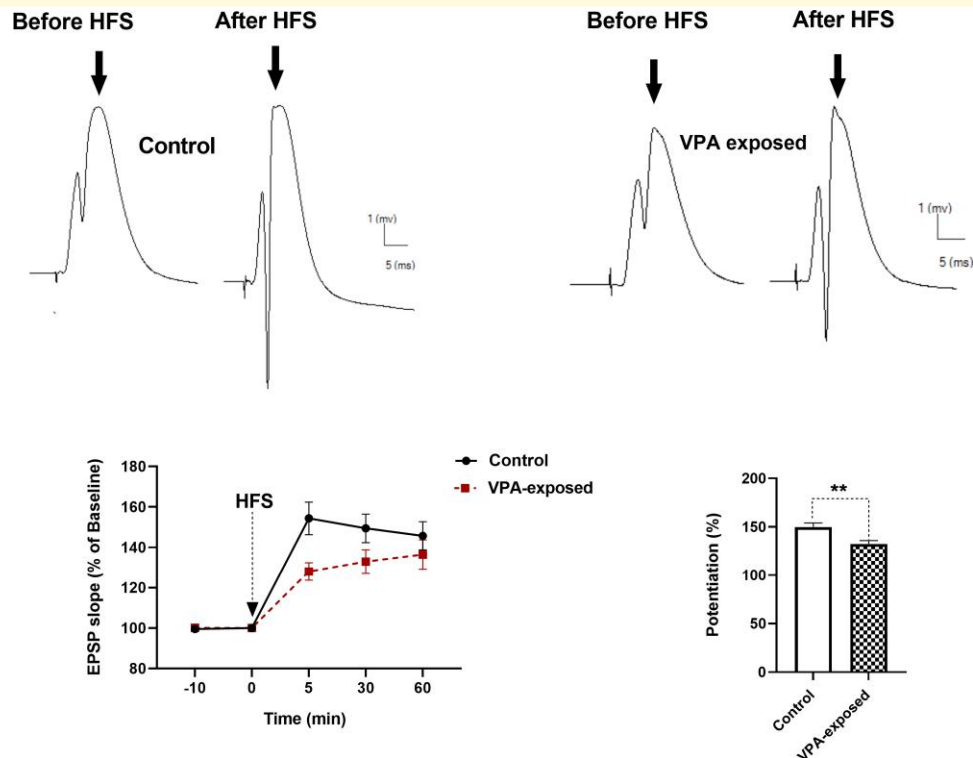 Before HFS
After HFS
Before HFS
After HFS
Control
VPA exposed
1 (mv)
5 (ms)
1 (mv)
5 (ms)
EPSP slope (% of Baseline)
180
160
140
120
100
80
HFS
-10 0 5 30 60
Time (min)
Control
VPA-exposed
Potentiation (%)
200
150
100
50
0
**
Control
VPA-exposed